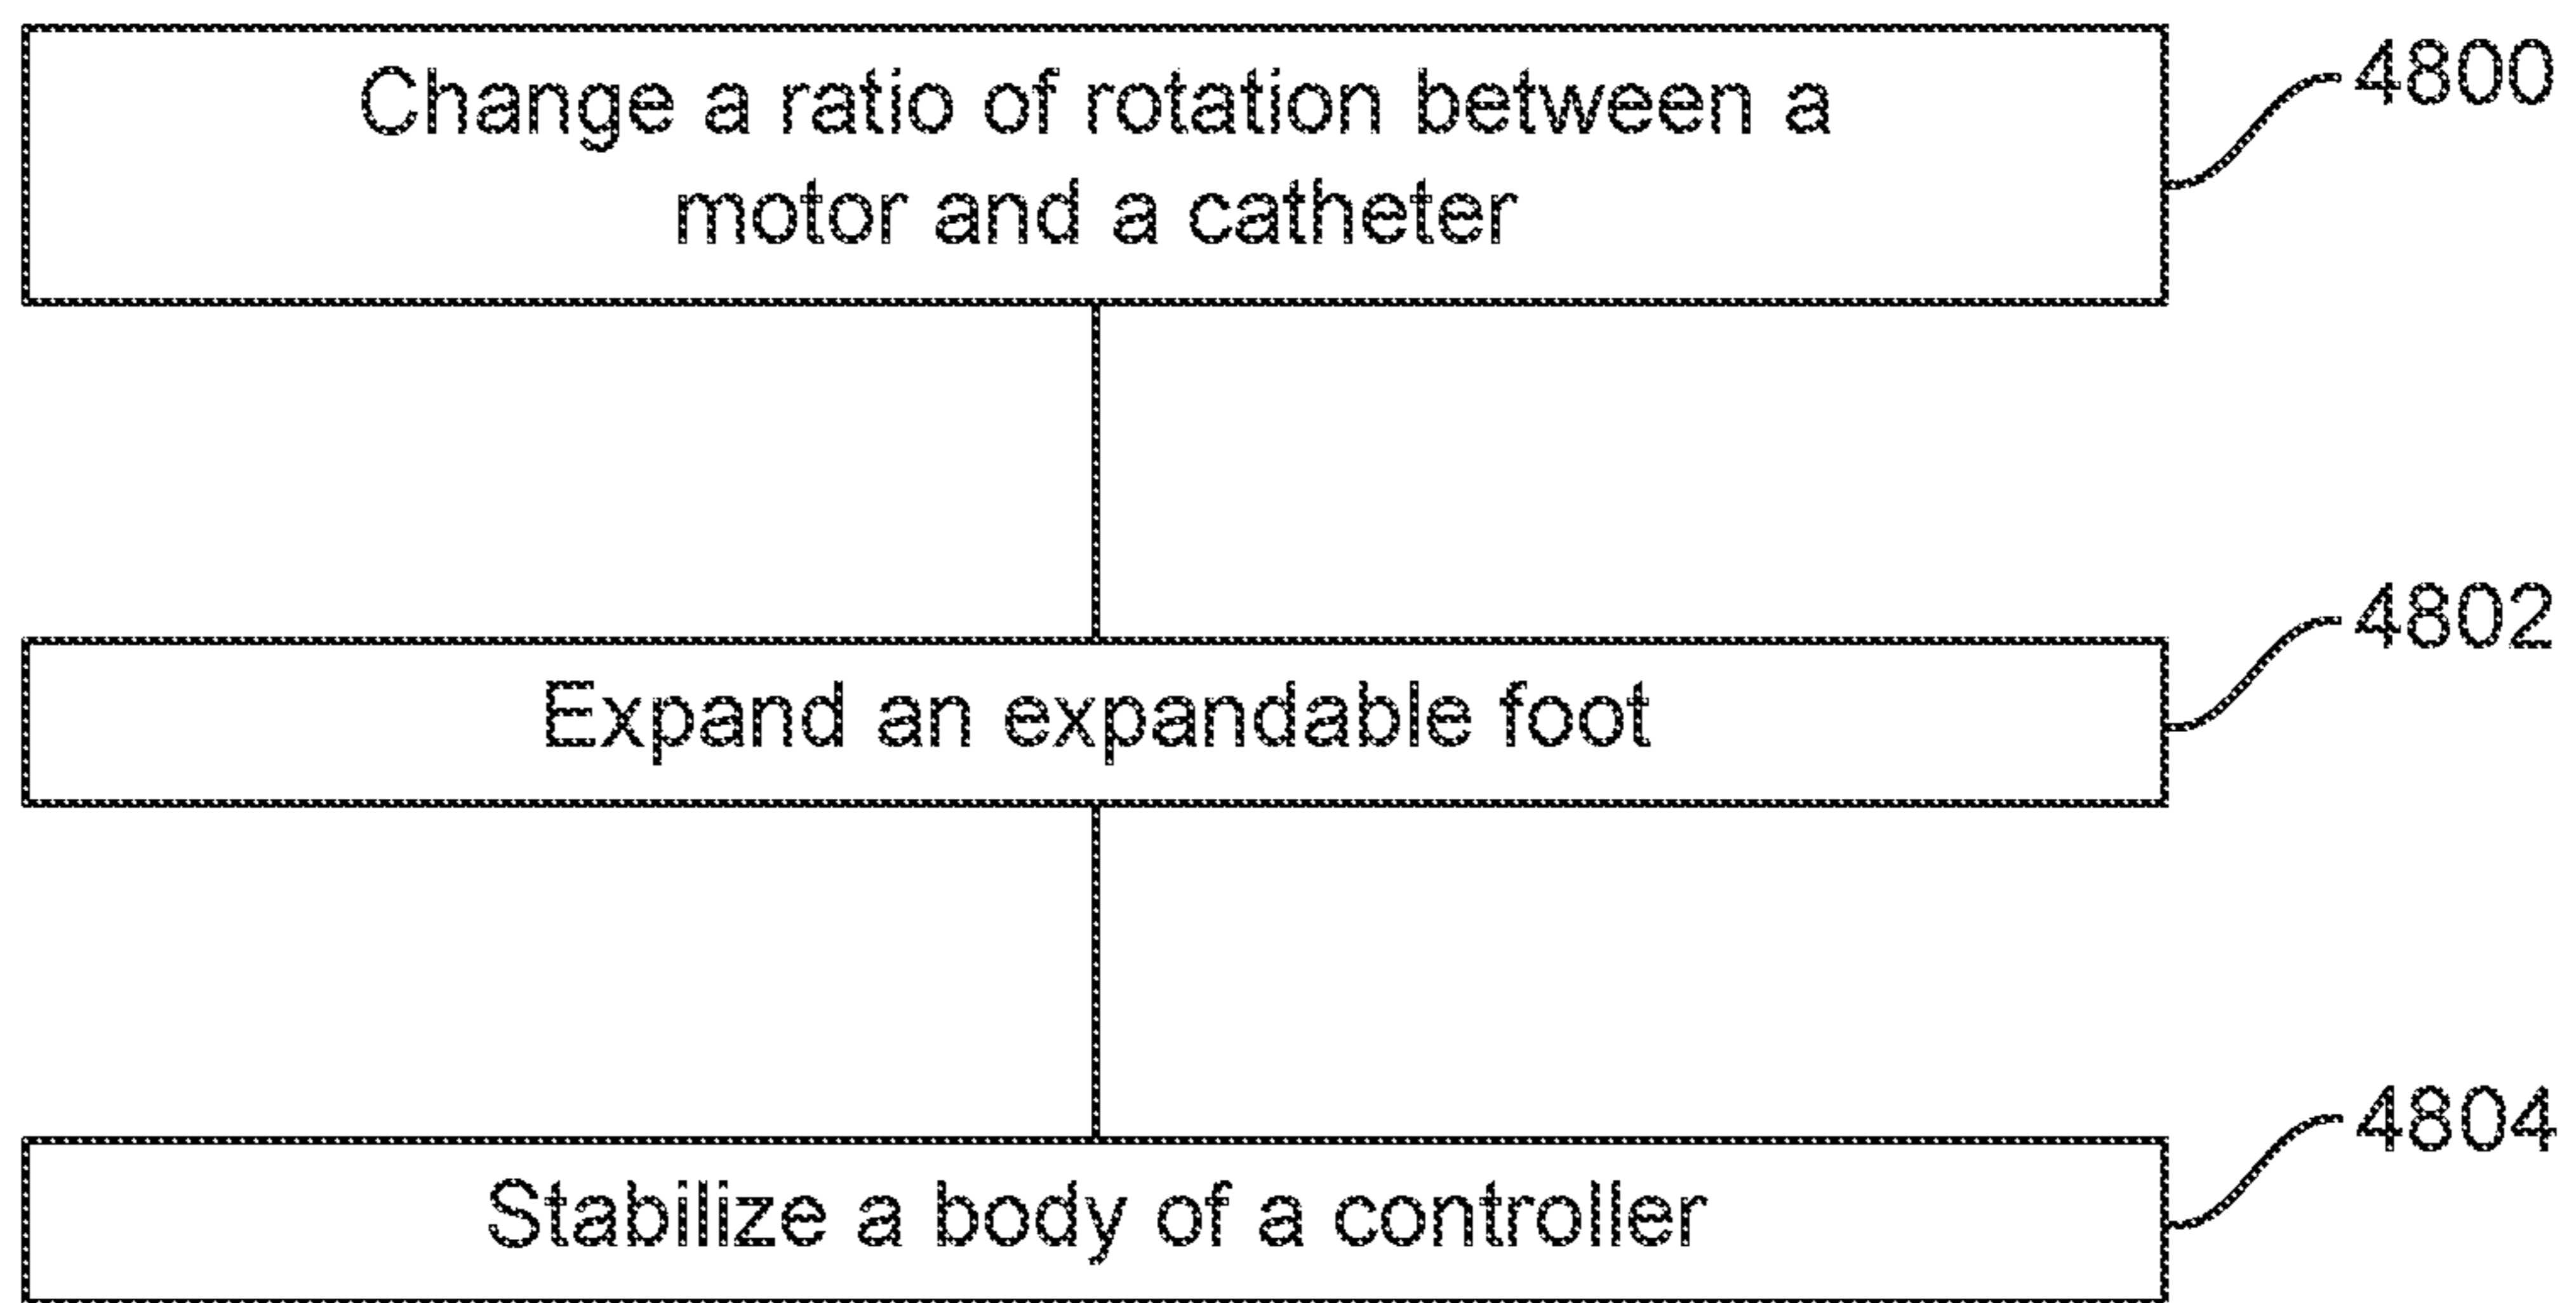 Change a ratio of rotation between a
motor and a catheter
4800
Expand an expandable foot
4802
Stabilize a body of a controller
4804